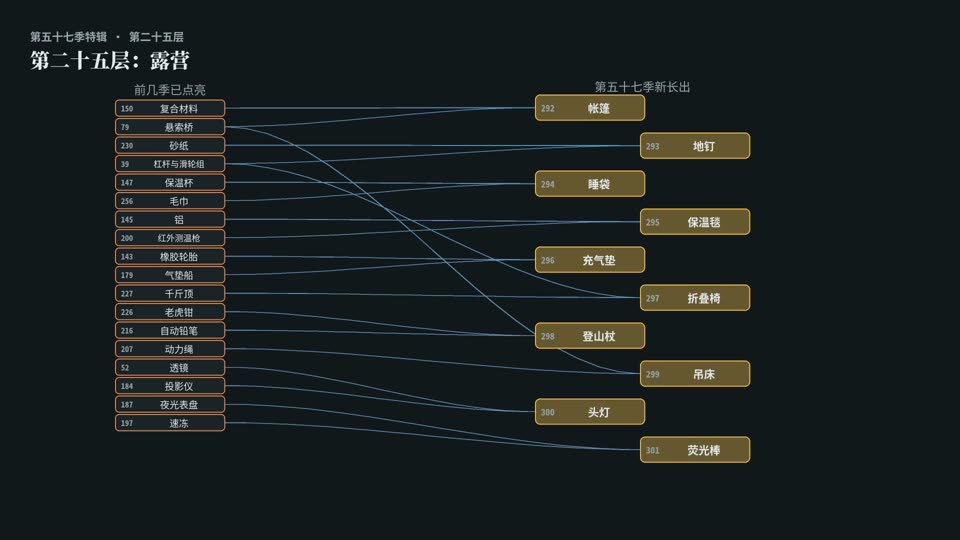 第五十七季特辑 · 第二十五层
第二十五层：露营
前几季已点亮
第五十七季新长出
150 复合材料
79 悬索桥
230 砂纸
39 杠杆与滑轮组
147 保温杯
256 毛巾
145 铝
200 红外测温枪
143 橡胶轮胎
179 气垫船
227 千斤顶
226 老虎钳
216 自动铅笔
207 动力绳
52 透镜
184 投影仪
187 夜光表盘
197 速冻
292 帐篷
293 地钉
294 睡袋
295 保温毯
296 充气垫
297 折叠椅
298 登山杖
299 吊床
300 头灯
301 荧光棒